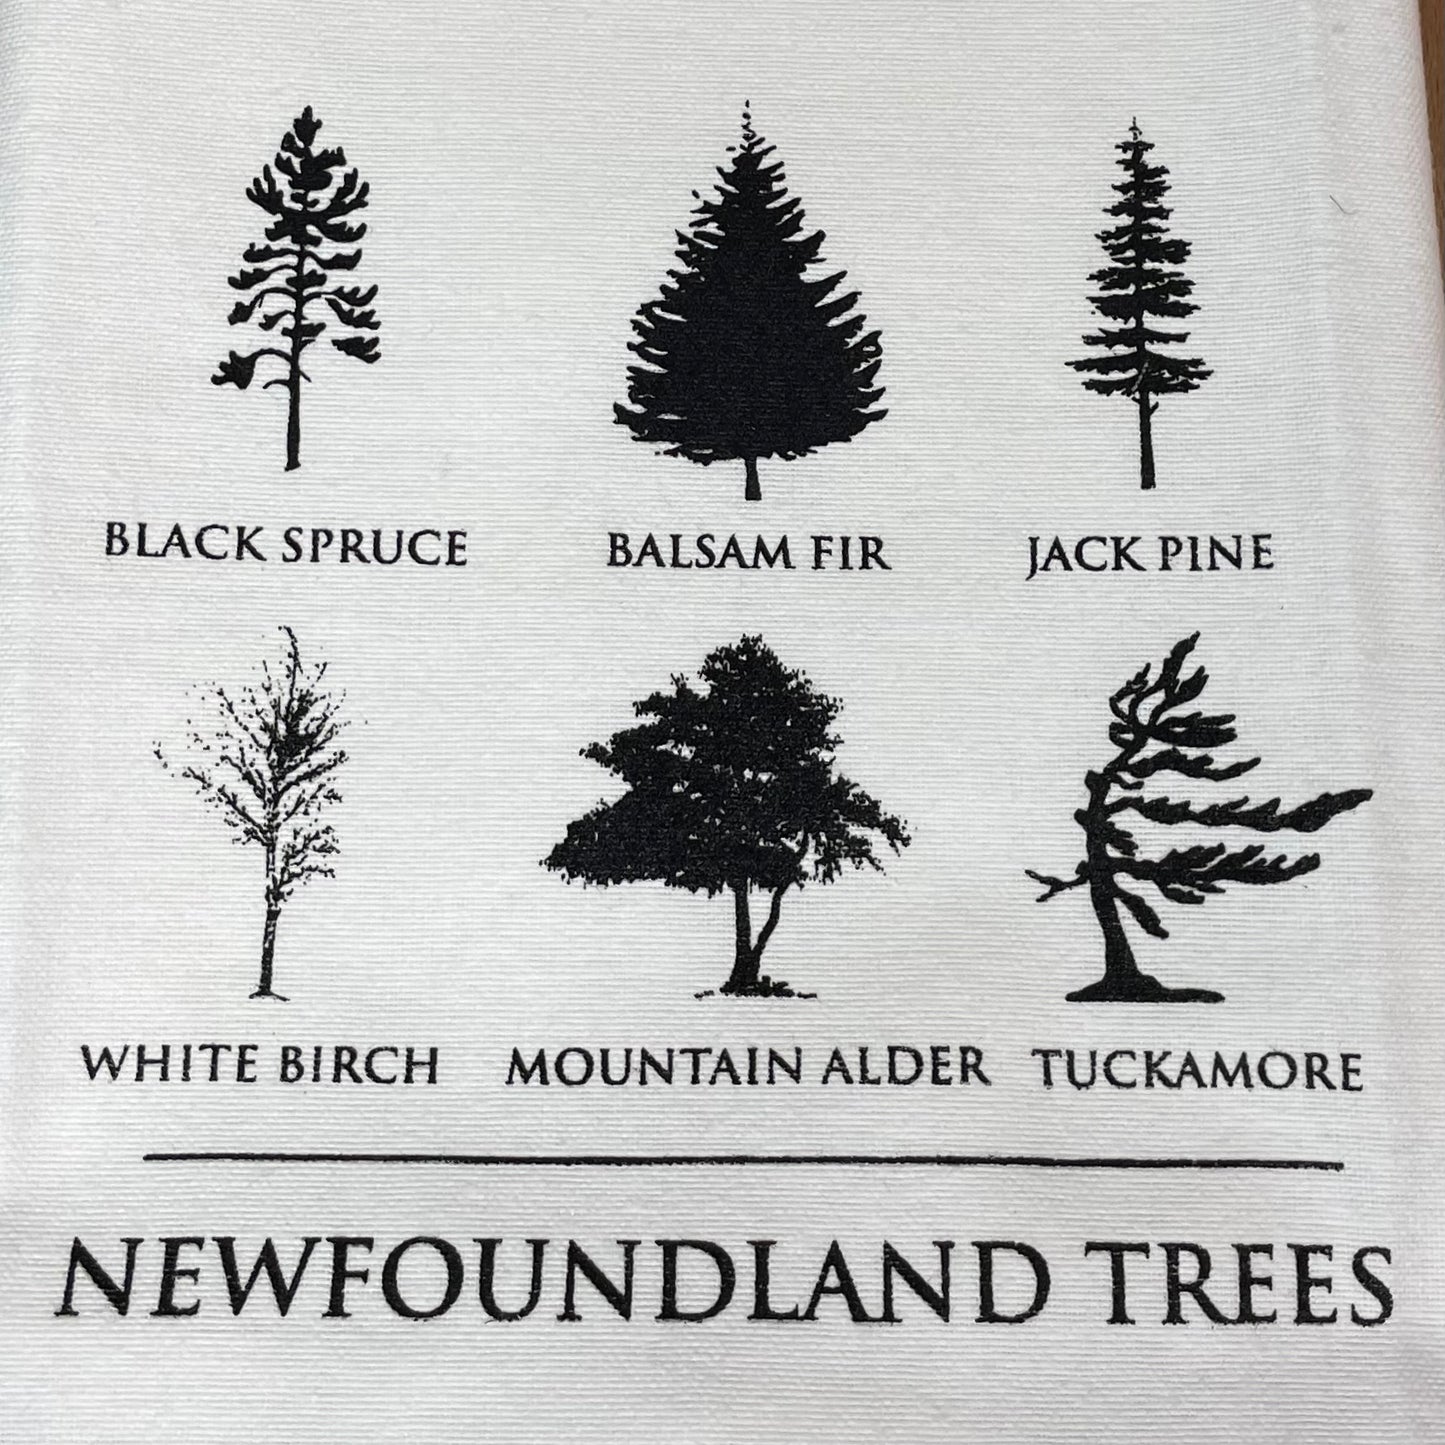 BLACK SPRUCE BALSAM FIR JACK PINE
WHITE BIRCH MOUNTAIN ALDER TUCKAMORE
NEWFOUNDLAND TREES